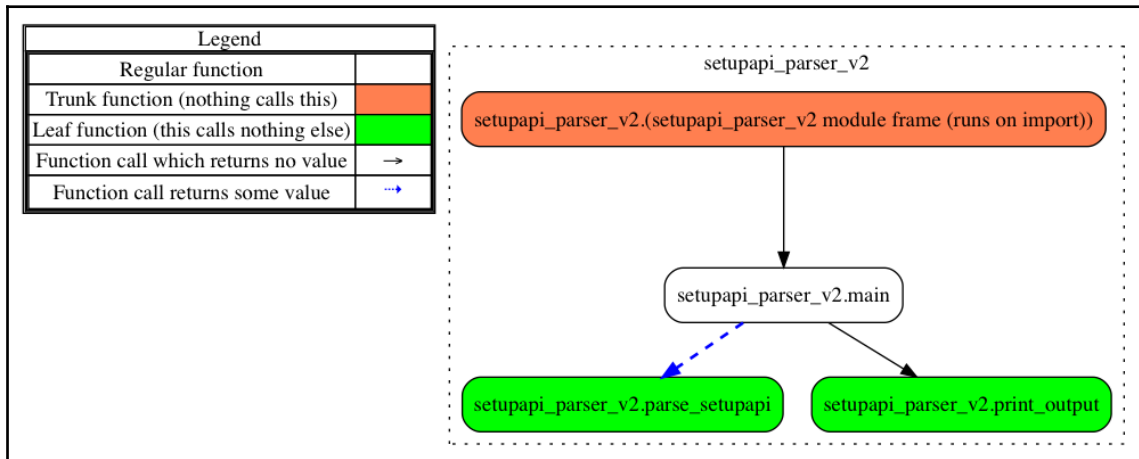 Legend
Regular function
Trunk function (nothing calls this)
Leaf function (this calls nothing else)
Function call which returns no value →
Function call returns some value ⇢
setupapi_parser_v2
setupapi_parser_v2.(setupapi_parser_v2 module frame (runs on import))
setupapi_parser_v2.main
setupapi_parser_v2.parse_setupapi
setupapi_parser_v2.print_output